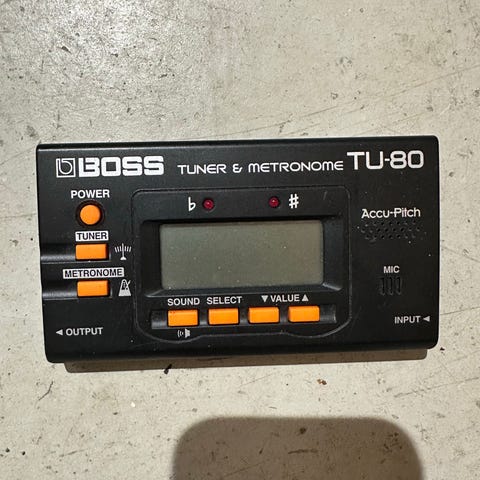 BOSS TUNER & METRONOME TU-80
POWER
♭ ♯
Accu-Pitch
TUNER
METRONOME
MIC
SOUND SELECT ▼ VALUE ▲
◄ OUTPUT
INPUT ◄